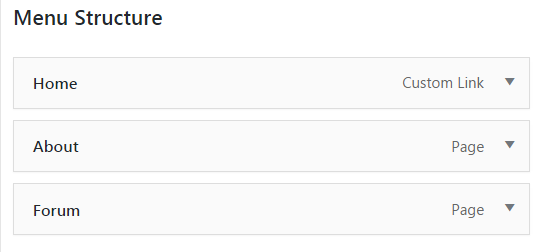 Menu Structure
Home Custom Link
About Page
Forum Page